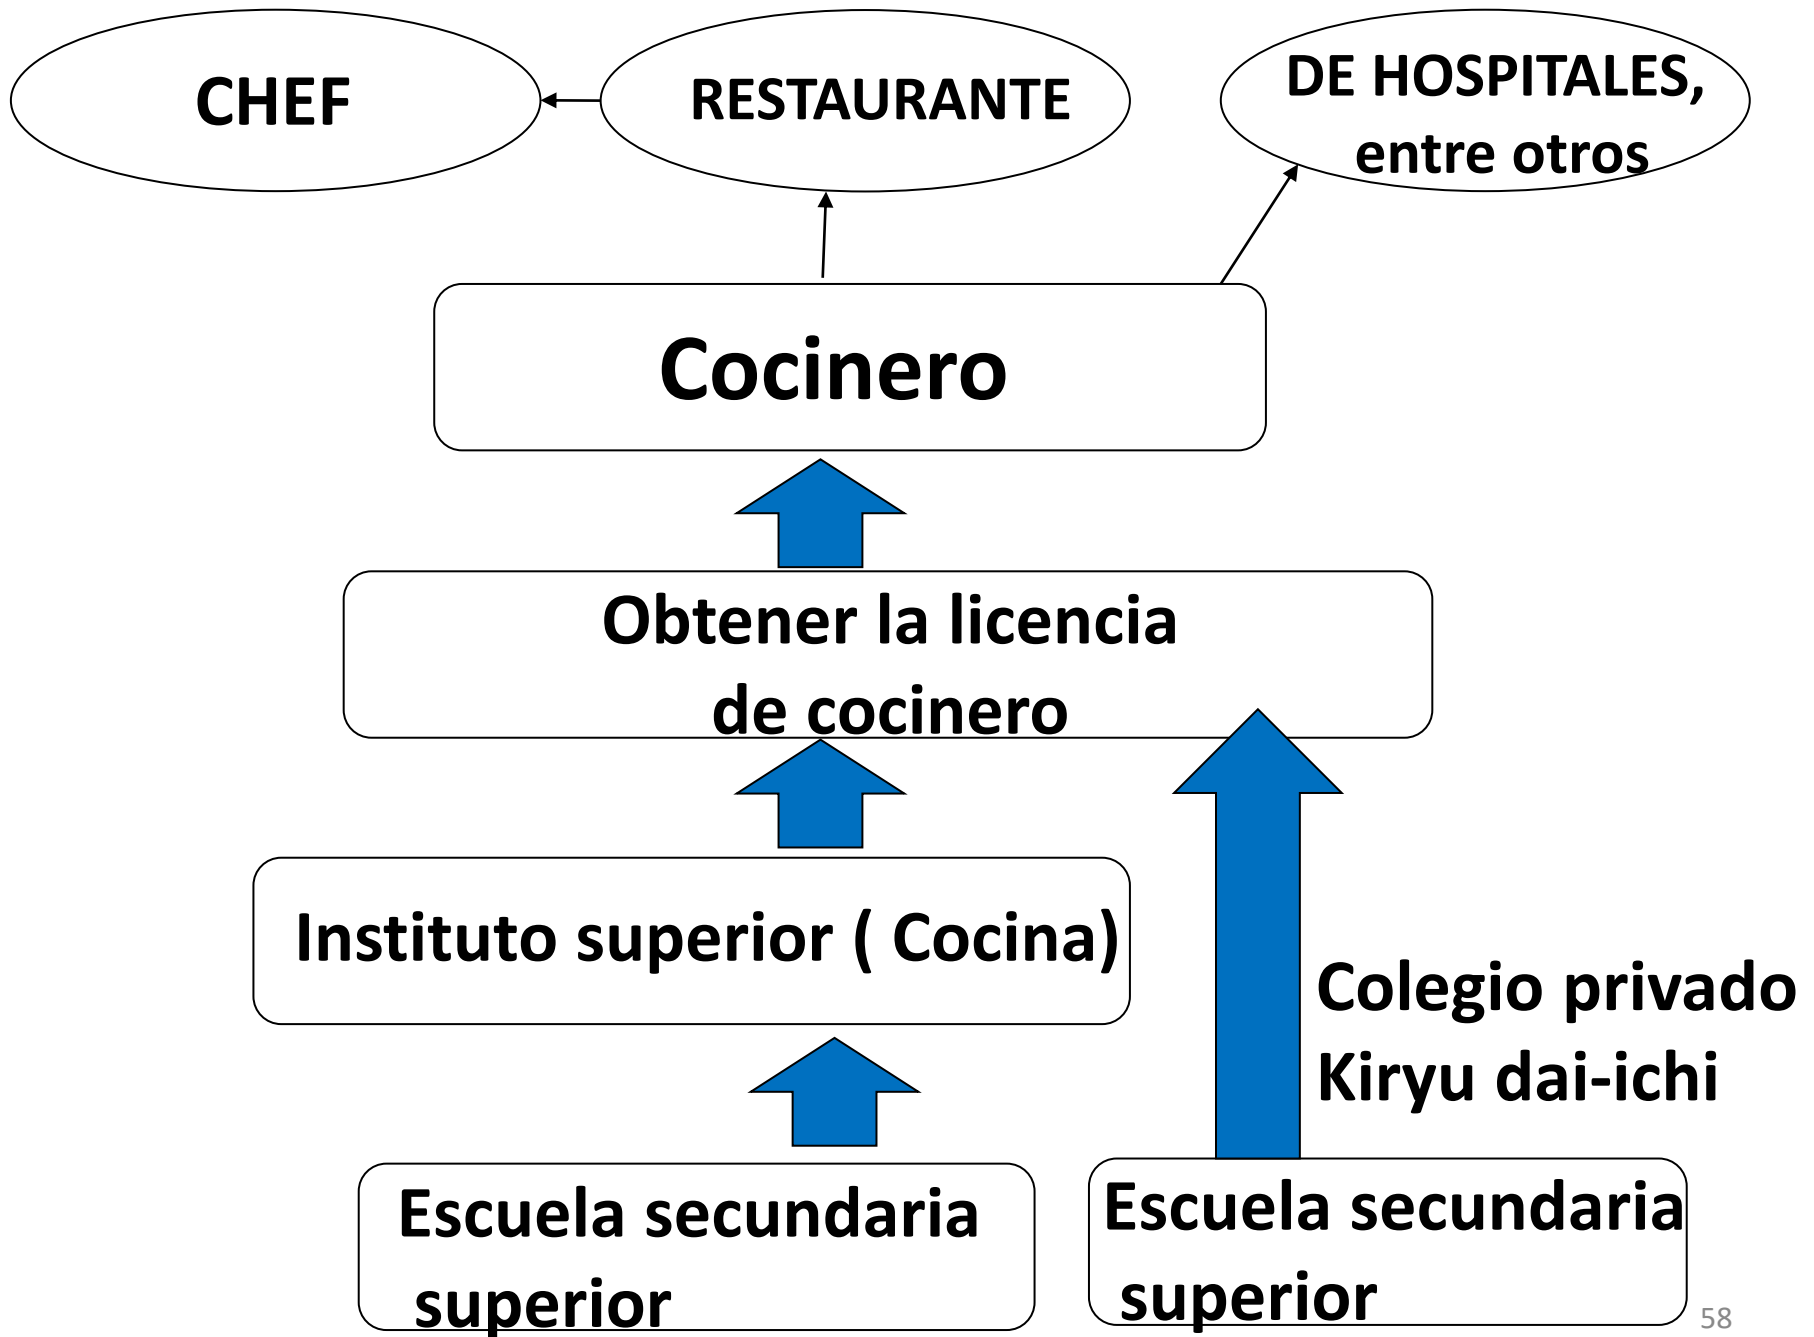 CHEF
RESTAURANTE
DE HOSPITALES,
entre otros
Cocinero
Obtener la licencia
de cocinero
Instituto superior ( Cocina)
Colegio privado
Kiryu dai-ichi
Escuela secundaria
superior
Escuela secundaria
superior
58